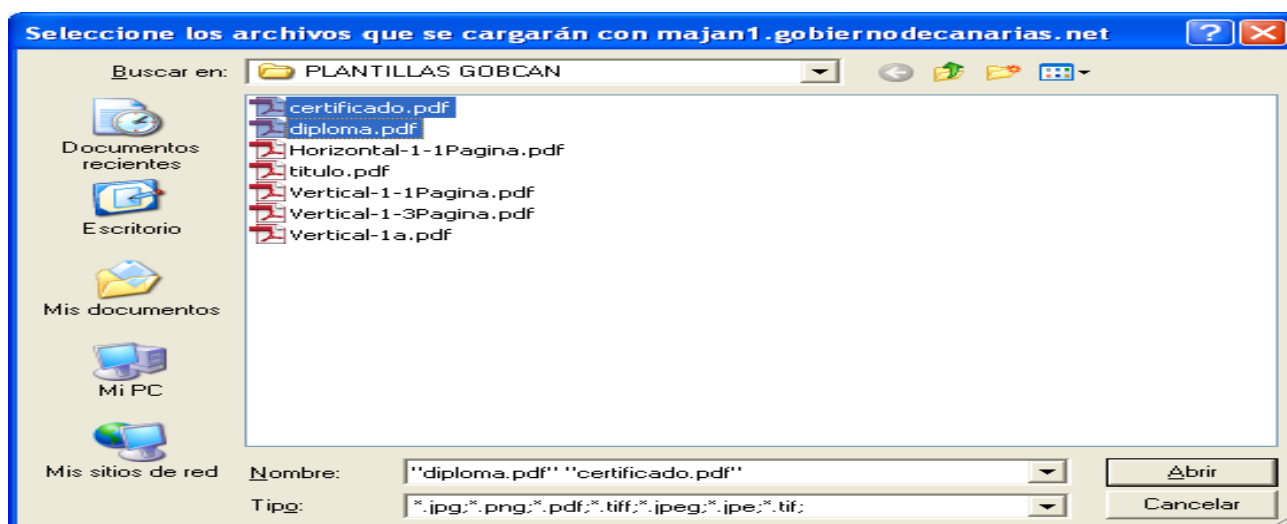 Seleccione los archivos que se cargarán con majan1.gobiernodecanarias.net
Buscar en: PLANTILLAS GOBCAN
Documentos recientes
Escritorio
Mis documentos
Mi PC
Mis sitios de red
certificado.pdf
diploma.pdf
Horizontal-1-1Pagina.pdf
titulo.pdf
Vertical-1-1Pagina.pdf
Vertical-1-3Pagina.pdf
Vertical-1a.pdf
Nombre: "diploma.pdf" "certificado.pdf" Abrir
Tipo: *.jpg;*.png;*.pdf;*.tiff;*.jpeg;*.jpe;*.tif; Cancelar